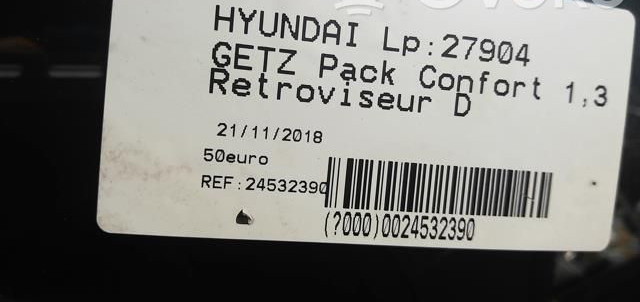 HYUNDAI Lp:27904
GETZ Pack Confort 1,3
Retroviseur D
21/11/2018
50euro
REF:24532390
(?000)0024532390